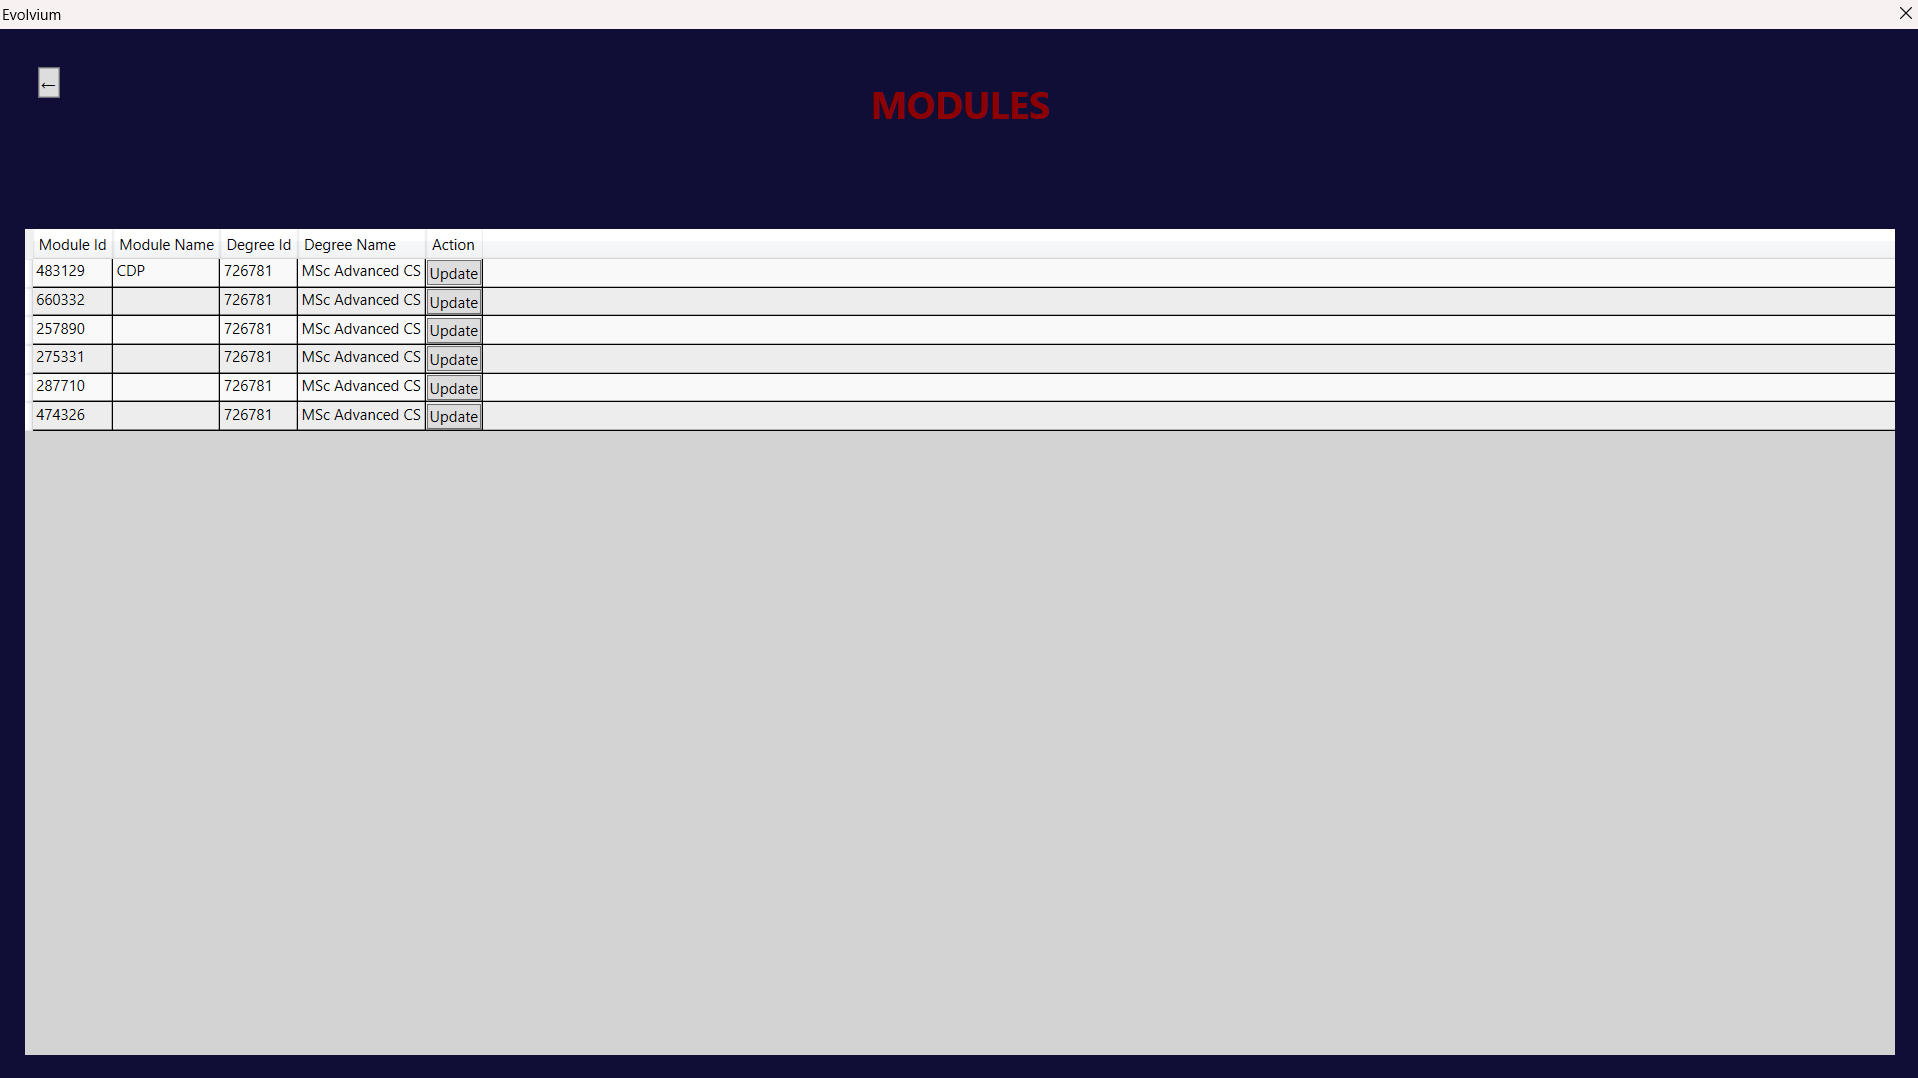 Evolvium
←
MODULES
Module Id Module Name Degree Id Degree Name Action
483129 CDP 726781 MSc Advanced CS Update
660332 726781 MSc Advanced CS Update
257890 726781 MSc Advanced CS Update
275331 726781 MSc Advanced CS Update
287710 726781 MSc Advanced CS Update
474326 726781 MSc Advanced CS Update